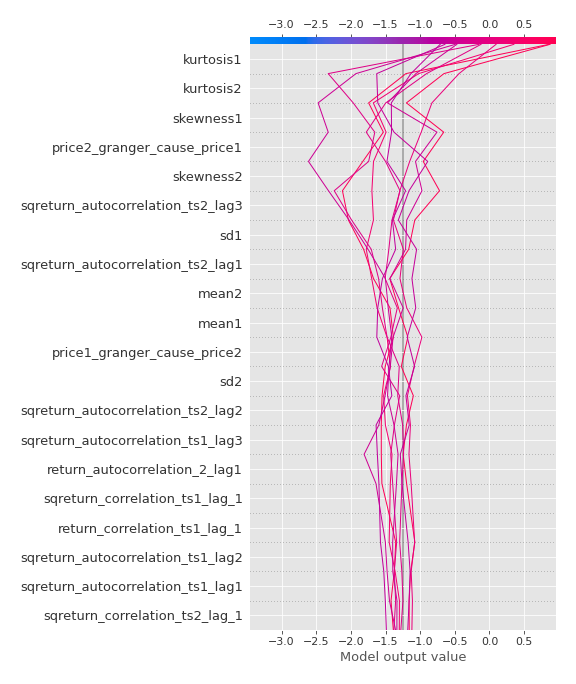 −3.0 −2.5 −2.0 −1.5 −1.0 −0.5 0.0 0.5
kurtosis1
kurtosis2
skewness1
price2_granger_cause_price1
skewness2
sqreturn_autocorrelation_ts2_lag3
sd1
sqreturn_autocorrelation_ts2_lag1
mean2
mean1
price1_granger_cause_price2
sd2
sqreturn_autocorrelation_ts2_lag2
sqreturn_autocorrelation_ts1_lag3
return_autocorrelation_2_lag1
sqreturn_correlation_ts1_lag_1
return_correlation_ts1_lag_1
sqreturn_autocorrelation_ts1_lag2
sqreturn_autocorrelation_ts1_lag1
sqreturn_correlation_ts2_lag_1
−3.0 −2.5 −2.0 −1.5 −1.0 −0.5 0.0 0.5
Model output value